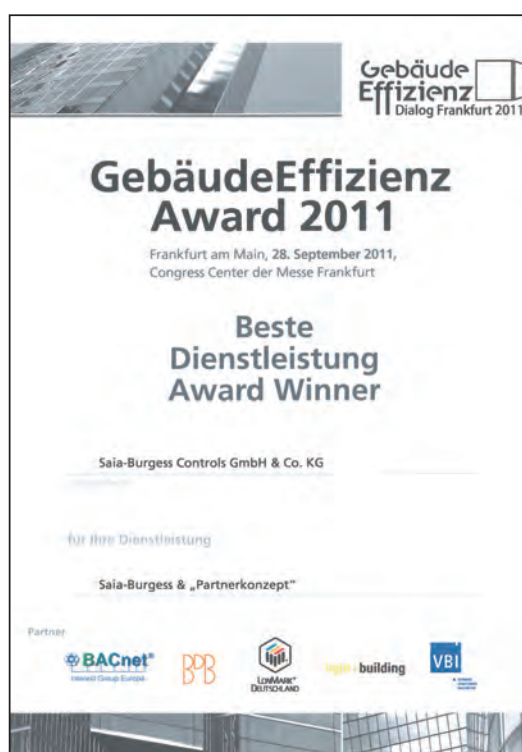 Gebäude
Effizienz
Dialog Frankfurt 2011
GebäudeEffizienz
Award 2011
Frankfurt am Main, 28. September 2011,
Congress Center der Messe Frankfurt
Beste
Dienstleistung
Award Winner
Saia-Burgess Controls GmbH & Co. KG
für Ihre Dienstleistung
Saia-Burgess & „Partnerkonzept“
Partner
BACnet®
Interest Group Europe
BDB
LONMARK®
DEUTSCHLAND
light+building
VBI